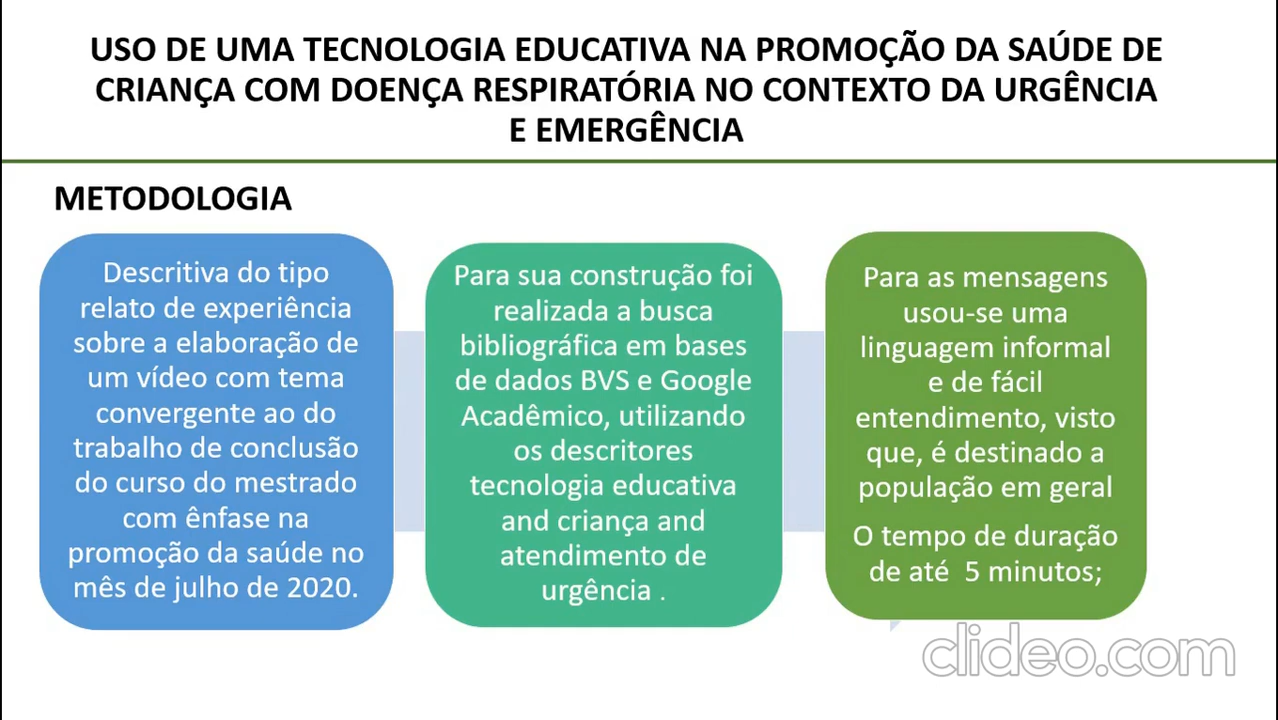 USO DE UMA TECNOLOGIA EDUCATIVA NA PROMOÇÃO DA SAÚDE DE
CRIANÇA COM DOENÇA RESPIRATÓRIA NO CONTEXTO DA URGÊNCIA
E EMERGÊNCIA
METODOLOGIA
Descritiva do tipo
relato de experiência
sobre a elaboração de
um vídeo com tema
convergente ao do
trabalho de conclusão
do curso do mestrado
com ênfase na
promoção da saúde no
mês de julho de 2020.
Para sua construção foi
realizada a busca
bibliográfica em bases
de dados BVS e Google
Acadêmico, utilizando
os descritores
tecnologia educativa
and criança and
atendimento de
urgência .
Para as mensagens
usou-se uma
linguagem informal
e de fácil
entendimento, visto
que, é destinado a
população em geral
O tempo de duração
de até  5 minutos;
clideo.com